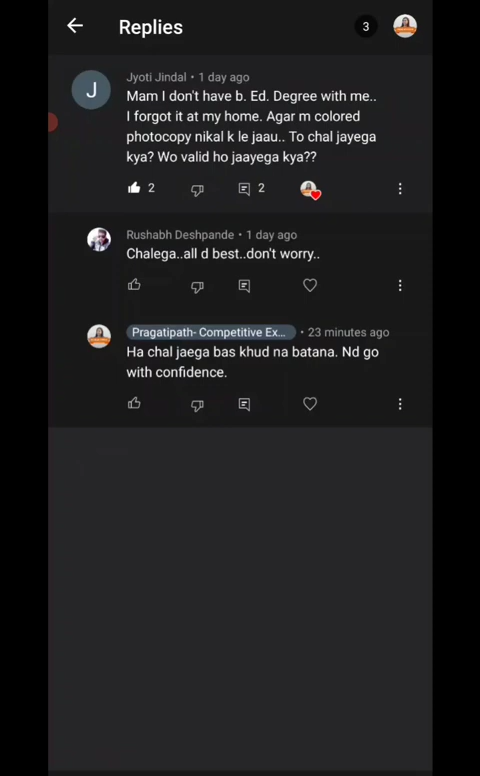 Replies
3
Jyoti Jindal • 1 day ago
J
Mam I don't have b. Ed. Degree with me..
I forgot it at my home. Agar m colored
photocopy nikal k le jaau.. To chal jayega
kya? Wo valid ho jaayega kya??
2
2
Rushabh Deshpande • 1 day ago
Chalega..all d best..don't worry..
Pragatipath- Competitive Ex... • 23 minutes ago
Ha chal jaega bas khud na batana. Nd go
with confidence.